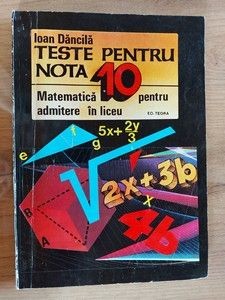 Ioan Dăncilă
TESTE PENTRU
NOTA 10
Matematică pentru
admitere în liceu
ED. TEORA
5x+ 2y/3
f
g
e
√
2x+3b
x
B
A
4b